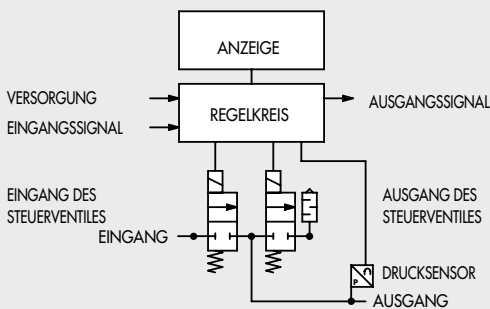 ANZEIGE
VERSORGUNG
REGELKREIS
AUSGANGSSIGNAL
EINGANGSSIGNAL
EINGANG DES
STEUERVENTILES
AUSGANG DES
STEUERVENTILES
EINGANG
DRUCKSENSOR
P
AUSGANG